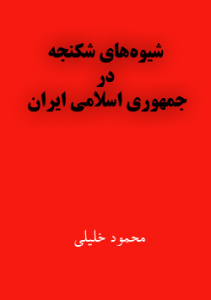 شیوه‌های شکنجه
در
جمهوری اسلامی ایران
محمود خلیلی